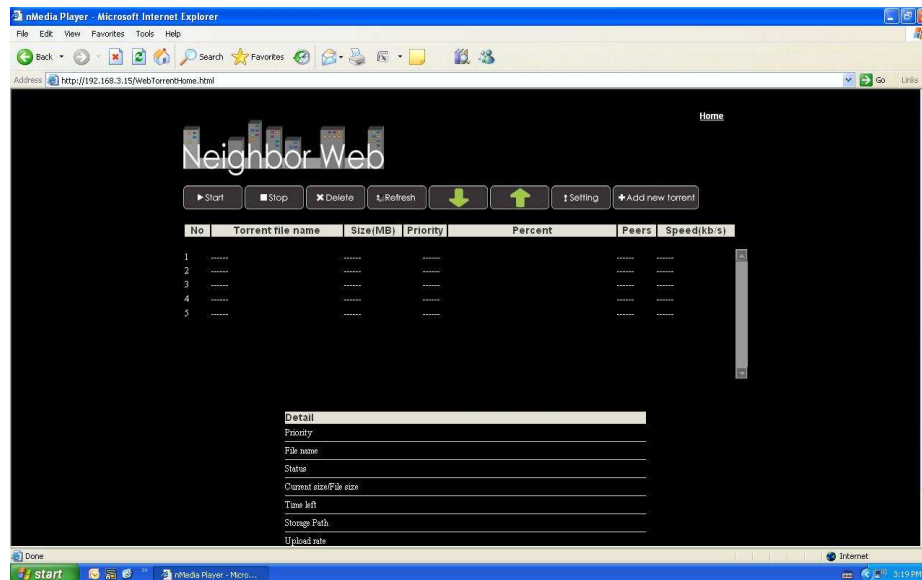 nMedia Player - Microsoft Internet Explorer
File Edit View Favorites Tools Help
Back Search Favorites
Address http://192.168.3.15/WebTorrentHome.html Go Links
Home
Neighbor Web
Start Stop Delete Refresh Setting Add new torrent
No Torrent file name Size(MB) Priority Percent Peers Speed(kb/s)
1 ------ ------ ------ ------ ------
2 ------ ------ ------ ------ ------
3 ------ ------ ------ ------ ------
4 ------ ------ ------ ------ ------
5 ------ ------ ------ ------ ------
Detail
Priority
File name
Status
Current size/File size
Time left
Storage Path
Upload rate
Done Internet
start nMedia Player - Micro... 3:19 PM